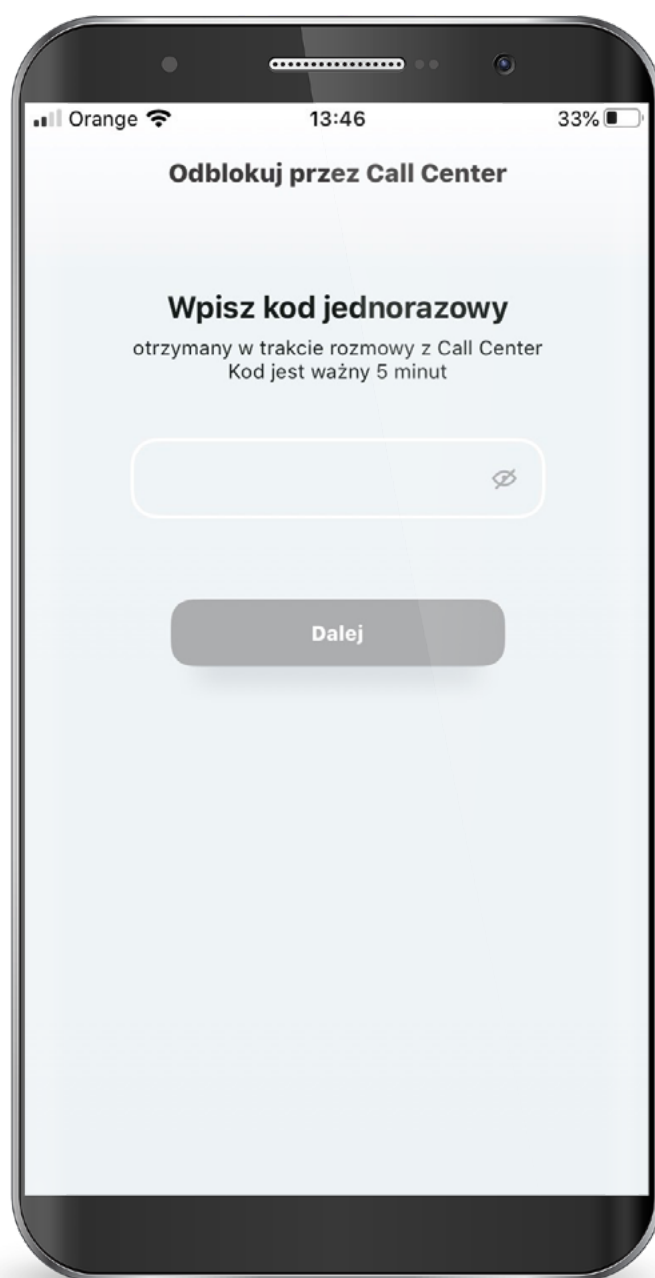 Orange 13:46 33%
Odblokuj przez Call Center
Wpisz kod jednorazowy
otrzymany w trakcie rozmowy z Call Center
Kod jest ważny 5 minut
Dalej